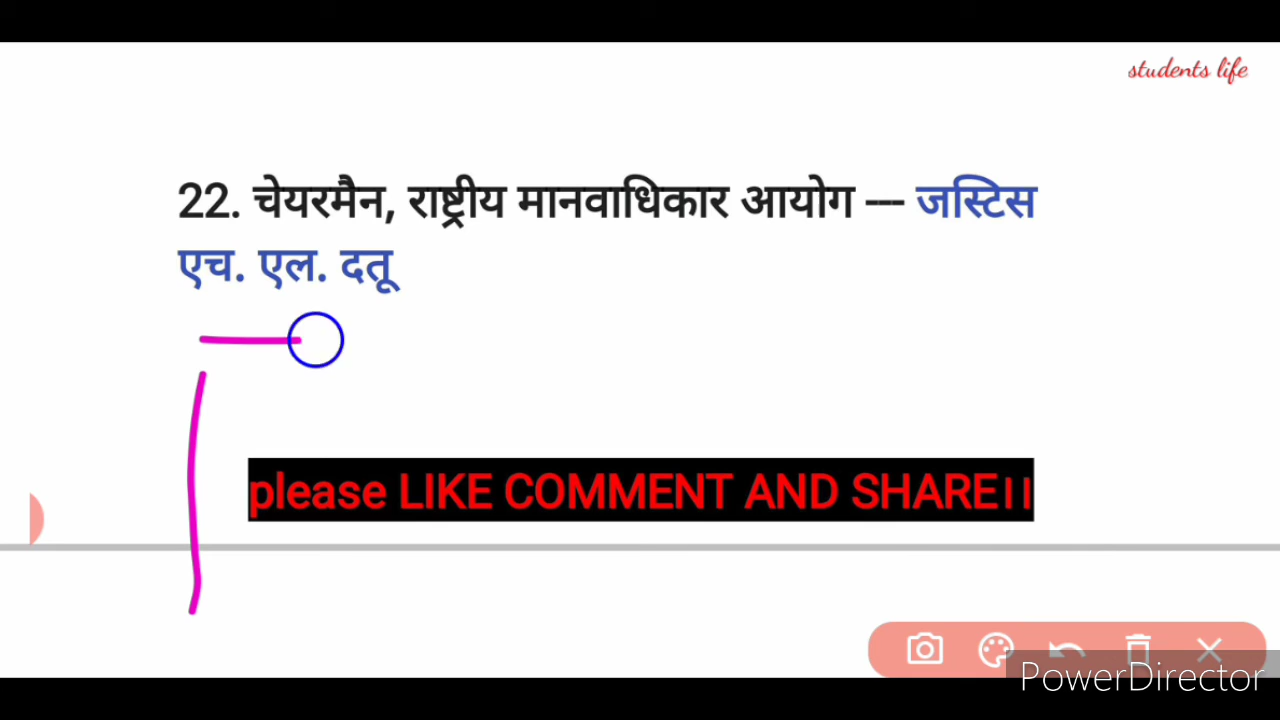 students life
22. चेयरमैन, राष्ट्रीय मानवाधिकार आयोग --- जस्टिस
एच. एल. दतू
please LIKE COMMENT AND SHARE।।
PowerDirector